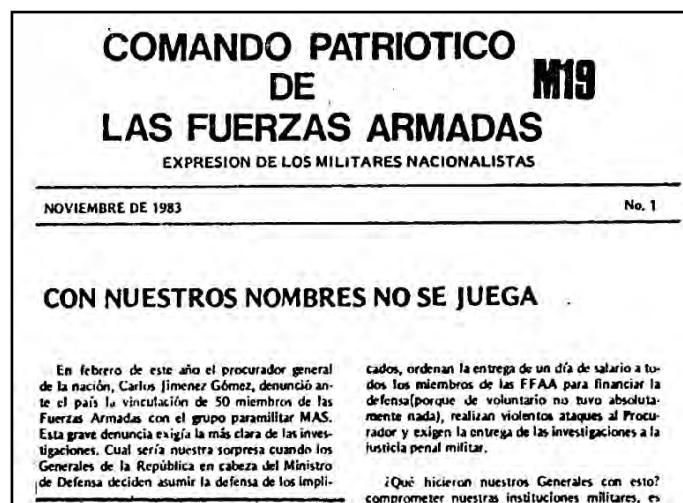 COMANDO PATRIOTICO
DE
M19
LAS FUERZAS ARMADAS
EXPRESION DE LOS MILITARES NACIONALISTAS
NOVIEMBRE DE 1983
No. 1
CON NUESTROS NOMBRES NO SE JUEGA
En febrero de este año el procurador general
de la nación, Carlos Jimenez Gómez, denunció an-
te el país la vinculación de 50 miembros de las
Fuerzas Armadas con el grupo paramilitar MAS.
Esta grave denuncia exigía la más clara de las inves-
tigaciones. Cual sería nuestra sorpresa cuando los
Generales de la República en cabeza del Ministro
de Defensa deciden asumir la defensa de los impli-
cados, ordenan la entrega de un día de salario a to-
dos los miembros de las FFAA para financiar la
defensa(porque de voluntario no tuvo absoluta-
mente nada), realizan violentos ataques al Procu-
rador y exigen la entrega de las investigaciones a la
justicia penal militar.
¿Qué hicieron nuestros Generales con esto?
comprometer nuestras instituciones militares, es